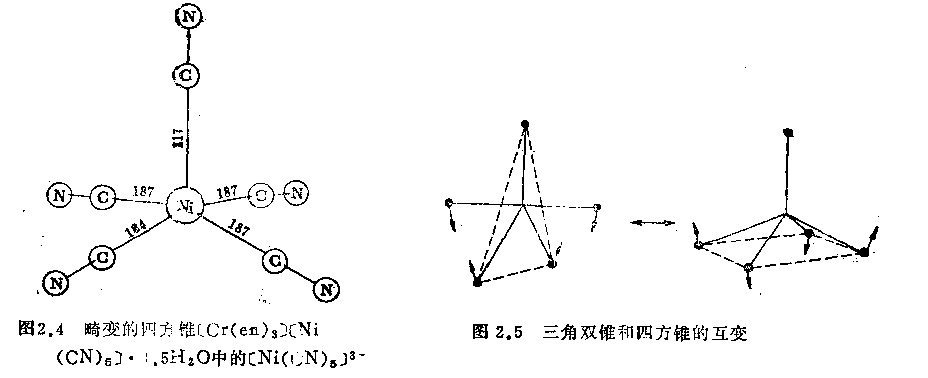 N
C
217
N C 187 Ni 187 C N
184 187
C C
N N
图2.4 畸变的四方锥〔Cr(en)₃〕〔Ni
(CN)₅〕·1.5H₂O中的〔Ni(CN)₅〕³⁻
图 2.5 三角双锥和四方锥的互变